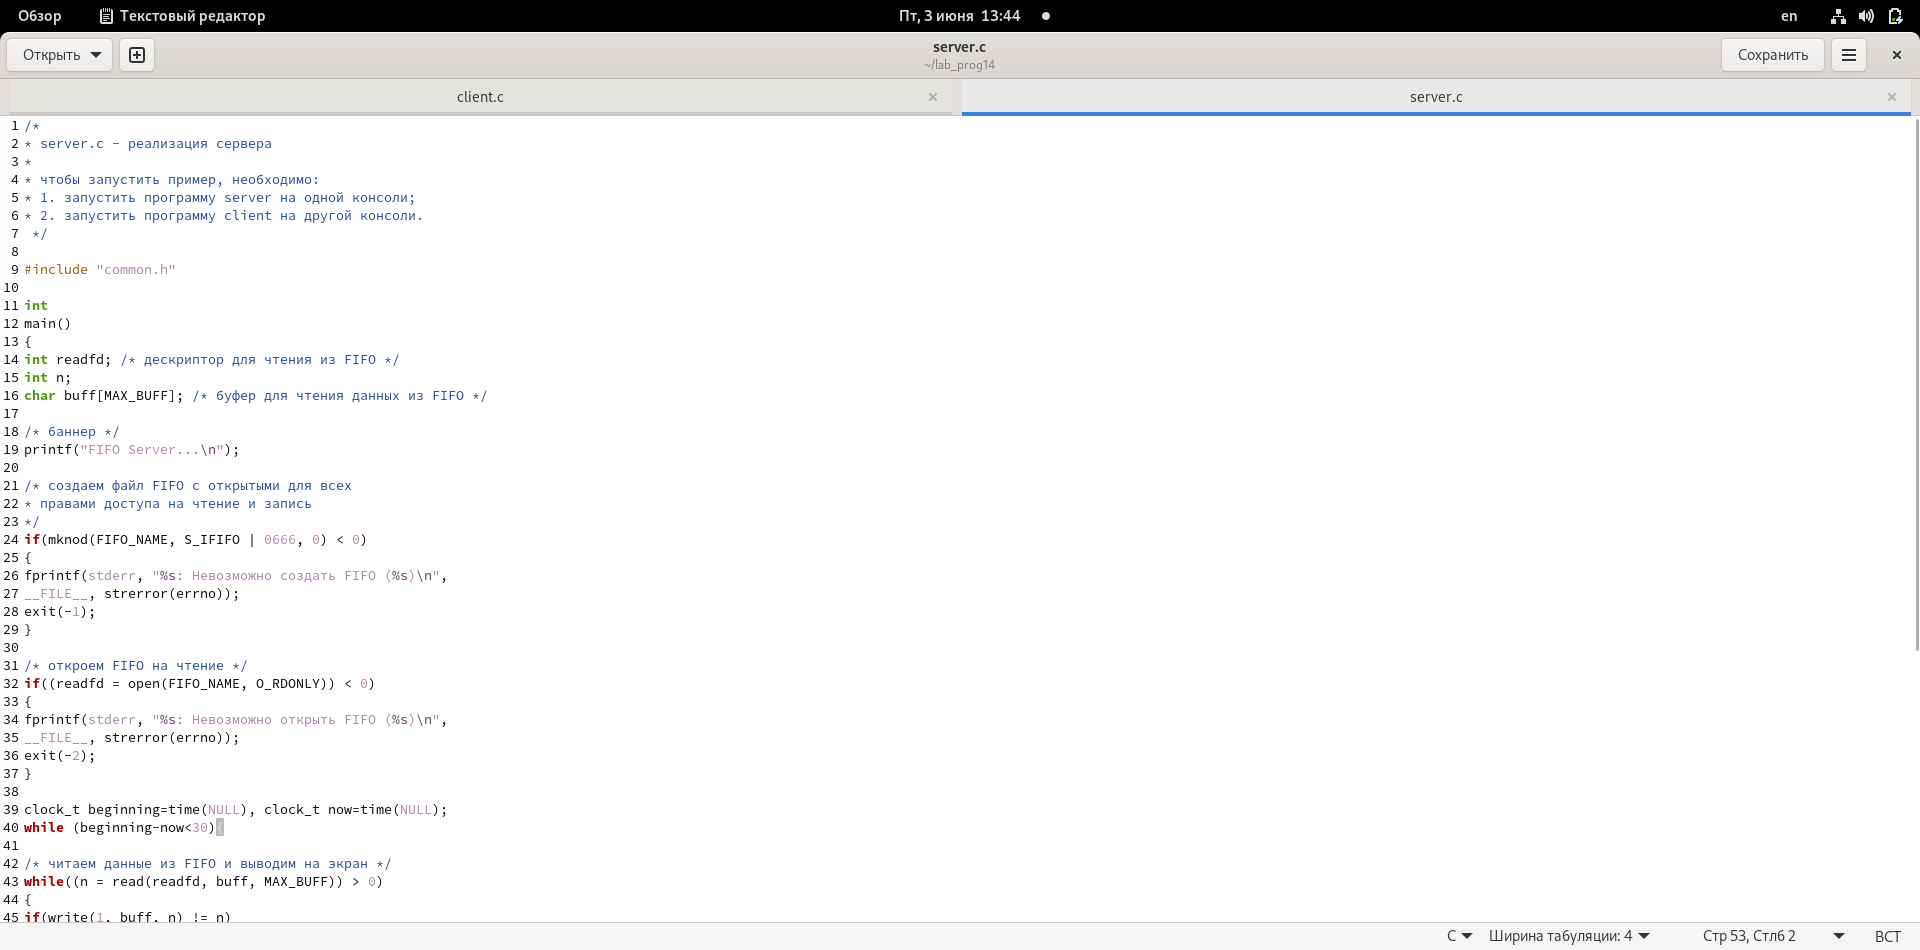 Обзор Текстовый редактор Пт, 3 июня 13:44 en
Открыть server.c Сохранить
~/lab_prog14
client.c server.c
1 /*
2 * server.c - реализация сервера
3 *
4 * чтобы запустить пример, необходимо:
5 * 1. запустить программу server на одной консоли;
6 * 2. запустить программу client на другой консоли.
7 */
8
9 #include "common.h"
10
11 int
12 main()
13 {
14 int readfd; /* дескриптор для чтения из FIFO */
15 int n;
16 char buff[MAX_BUFF]; /* буфер для чтения данных из FIFO */
17
18 /* баннер */
19 printf("FIFO Server...\n");
20
21 /* создаем файл FIFO с открытыми для всех
22 * правами доступа на чтение и запись
23 */
24 if(mknod(FIFO_NAME, S_IFIFO | 0666, 0) < 0)
25 {
26 fprintf(stderr, "%s: Невозможно создать FIFO (%s)\n",
27 __FILE__, strerror(errno));
28 exit(-1);
29 }
30
31 /* откроем FIFO на чтение */
32 if((readfd = open(FIFO_NAME, O_RDONLY)) < 0)
33 {
34 fprintf(stderr, "%s: Невозможно открыть FIFO (%s)\n",
35 __FILE__, strerror(errno));
36 exit(-2);
37 }
38
39 clock_t beginning=time(NULL), clock_t now=time(NULL);
40 while (beginning-now<30){
41
42 /* читаем данные из FIFO и выводим на экран */
43 while((n = read(readfd, buff, MAX_BUFF)) > 0)
44 {
45 if(write(1, buff, n) != n)
C Ширина табуляции: 4 Стр 53, Стлб 2 ВСТ